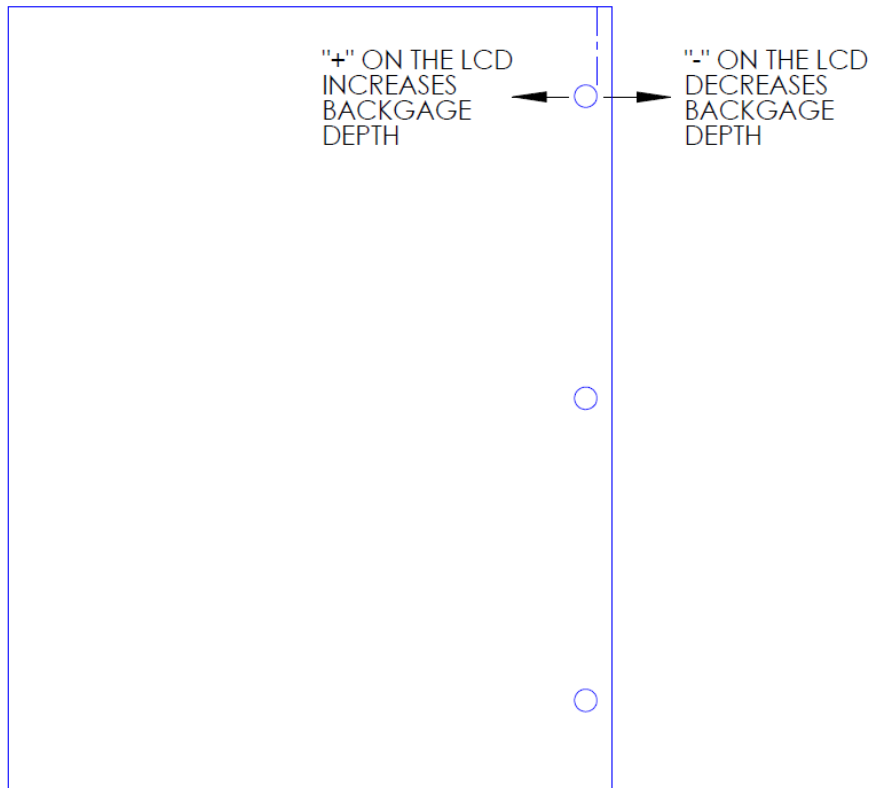 "+" ON THE LCD
INCREASES
BACKGAGE
DEPTH
"-" ON THE LCD
DECREASES
BACKGAGE
DEPTH